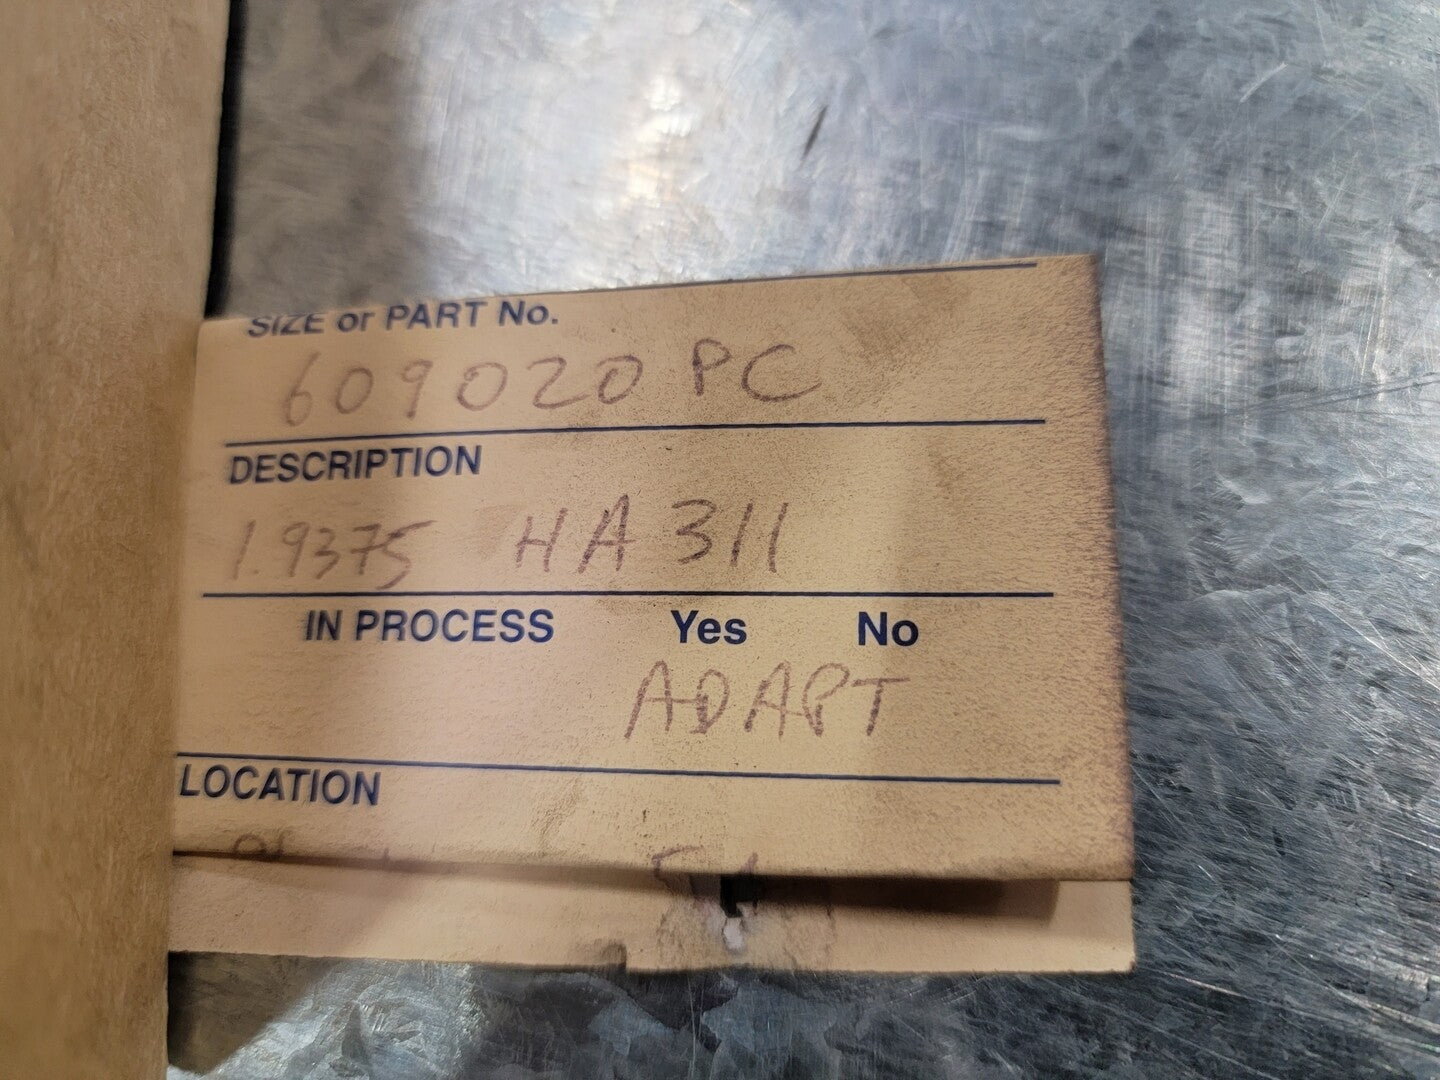 SIZE or PART No.
609020 PC
DESCRIPTION
1.9375 HA 311
IN PROCESS Yes No
ADAPT
LOCATION